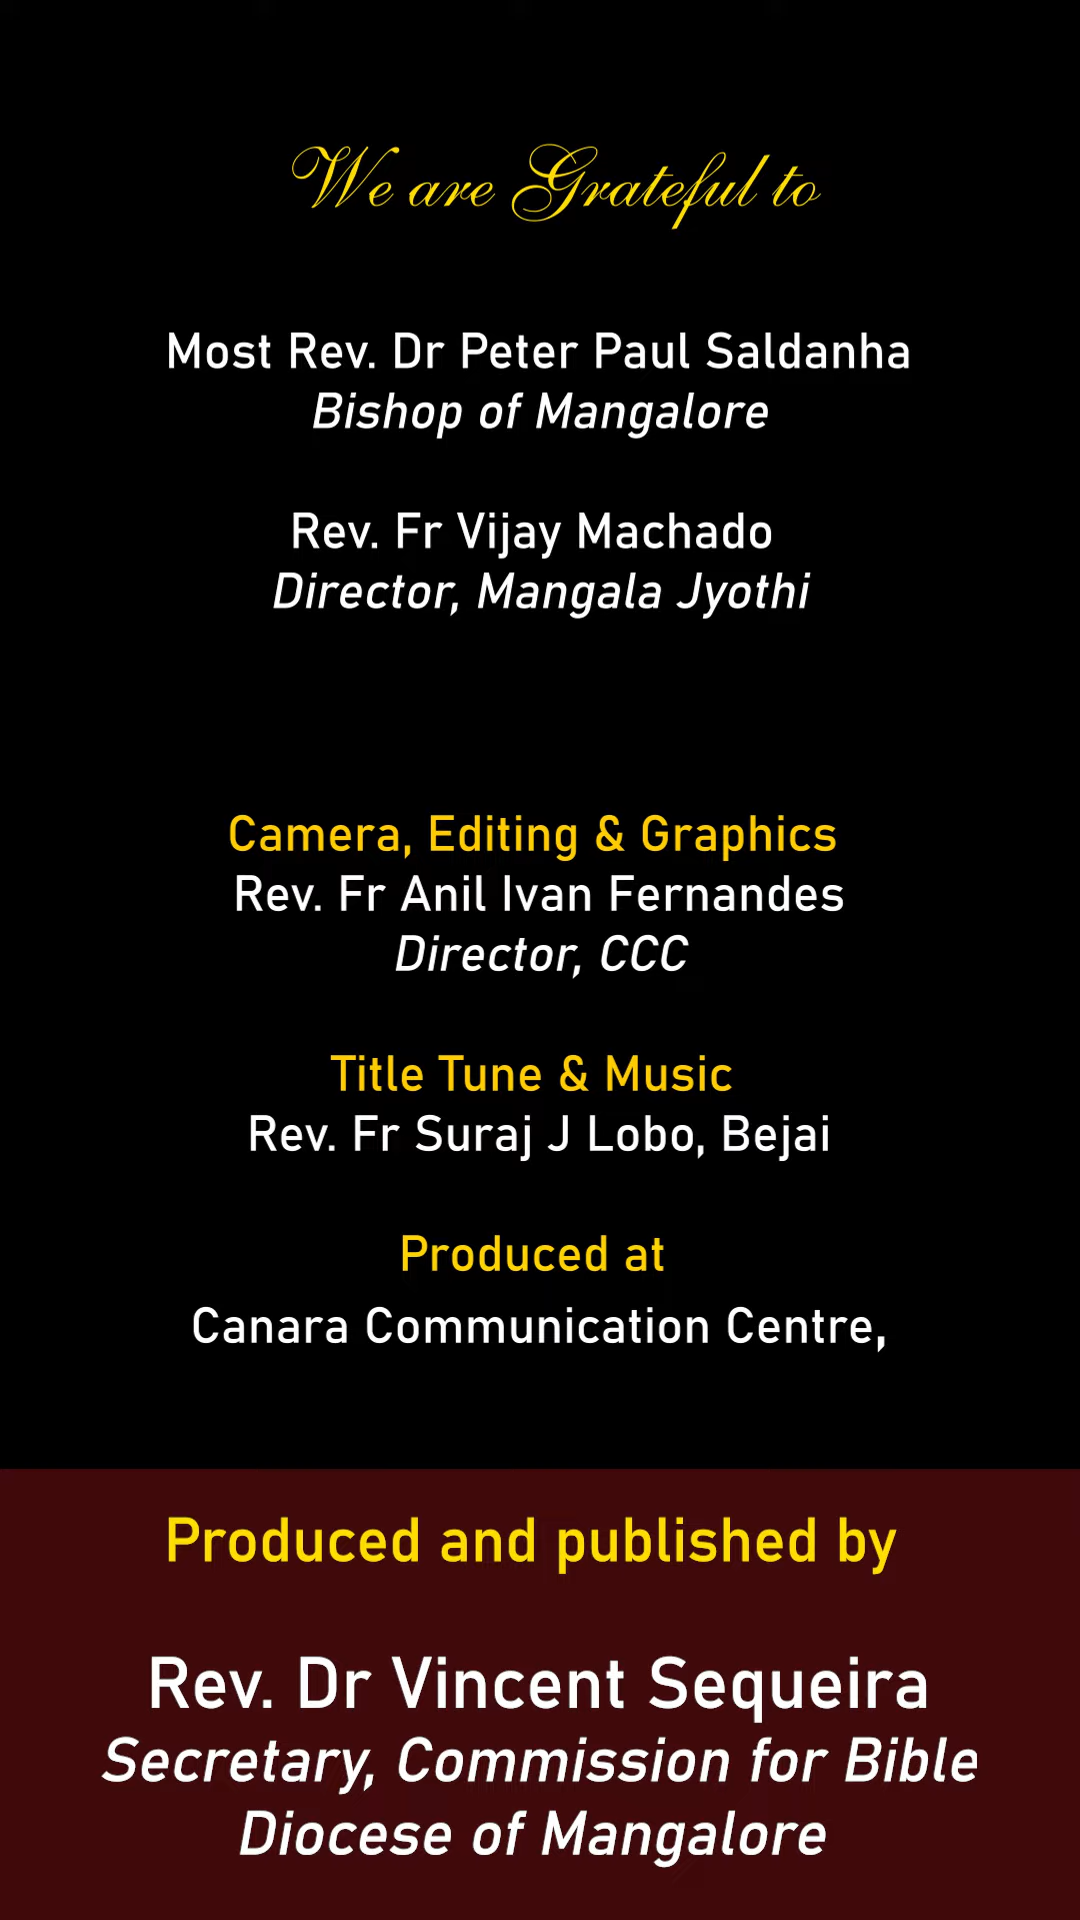 We are Grateful to
Most Rev. Dr Peter Paul Saldanha
Bishop of Mangalore
Rev. Fr Vijay Machado
Director, Mangala Jyothi
Camera, Editing & Graphics
Rev. Fr Anil Ivan Fernandes
Director, CCC
Title Tune & Music
Rev. Fr Suraj J Lobo, Bejai
Produced at
Canara Communication Centre,
Produced and published by
Rev. Dr Vincent Sequeira
Secretary, Commission for Bible
Diocese of Mangalore